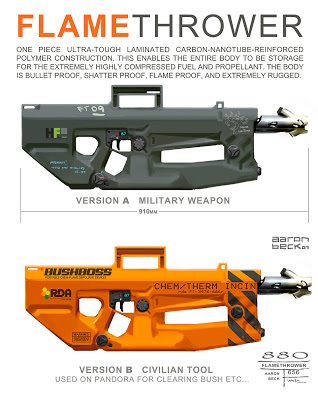 FLAMETHROWER
ONE PIECE ULTRA-TOUGH LAMINATED CARBON-NANOTUBE-REINFORCED
POLYMER CONSTRUCTION. THIS ENABLES THE ENTIRE BODY TO BE STORAGE
FOR THE EXTREMELY HIGHLY COMPRESSED FUEL AND PROPELLANT. THE BODY
IS BULLET PROOF, SHATTER PROOF, FLAME PROOF, AND EXTREMELY RUGGED.
FT09
VERSION A MILITARY WEAPON
910MM
aaron
beck
BUSHBOSS
CHEM/THERM INCIN
RDA
VERSION B CIVILIAN TOOL
USED ON PANDORA FOR CLEARING BUSH ETC...
880
FLAMETHROWER
AARON
BECK
656